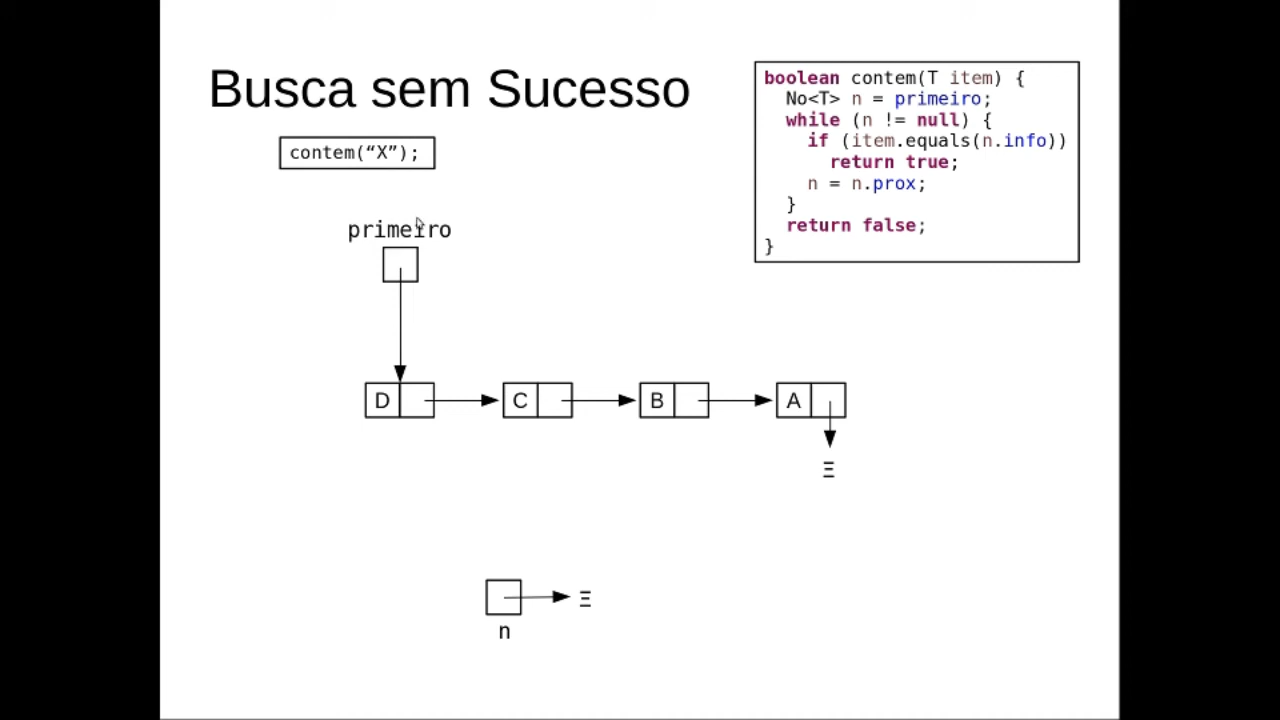 Busca sem Sucesso
contem(“X”);
boolean contem(T item) {
No<T> n = primeiro;
while (n != null) {
if (item.equals(n.info))
return true;
n = n.prox;
}
return false;
}
primeiro
D C B A
Ξ
Ξ
n